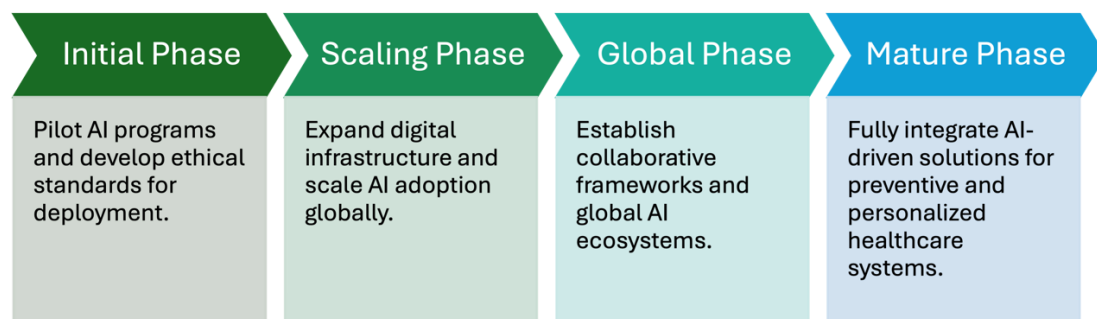 Initial Phase
Pilot AI programs
and develop ethical
standards for
deployment.
Scaling Phase
Expand digital
infrastructure and
scale AI adoption
globally.
Global Phase
Establish
collaborative
frameworks and
global AI
ecosystems.
Mature Phase
Fully integrate AI-
driven solutions for
preventive and
personalized
healthcare
systems.